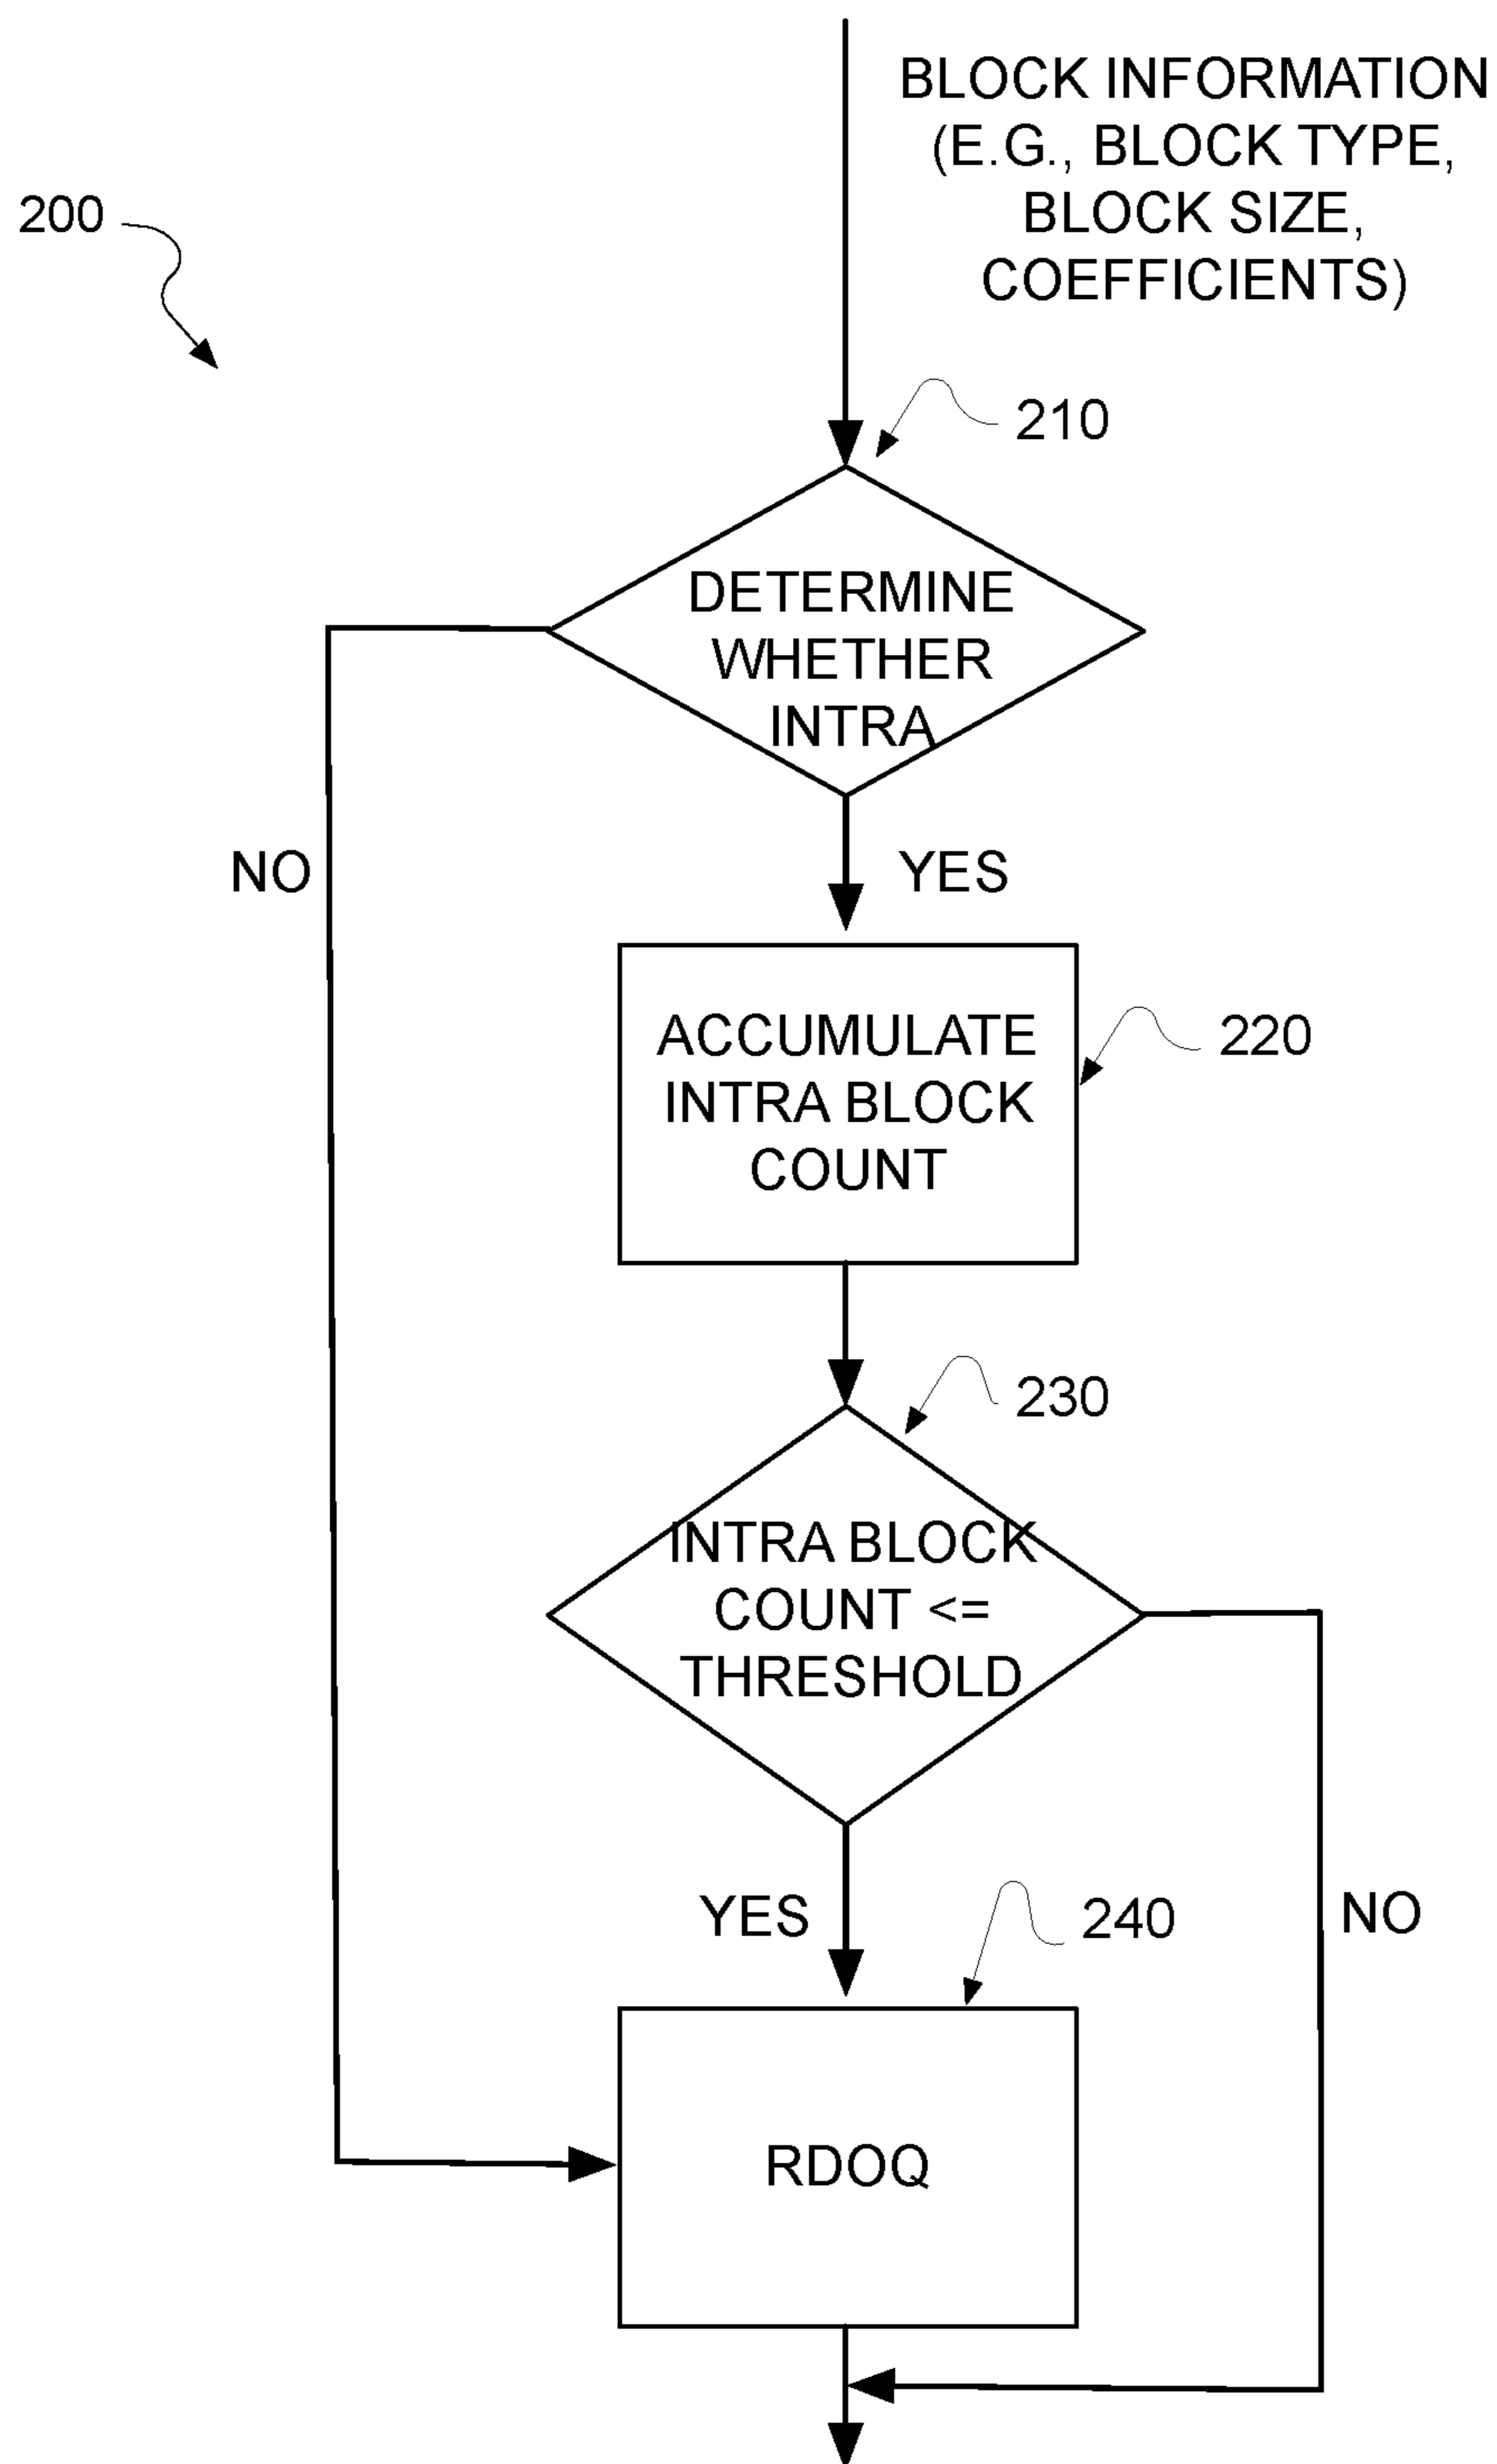 BLOCK INFORMATION
(E.G., BLOCK TYPE,
BLOCK SIZE,
COEFFICIENTS)
200
210
DETERMINE
WHETHER
INTRA
NO
YES
ACCUMULATE
INTRA BLOCK
COUNT
220
230
INTRA BLOCK
COUNT <=
THRESHOLD
YES
240
NO
RDOQ